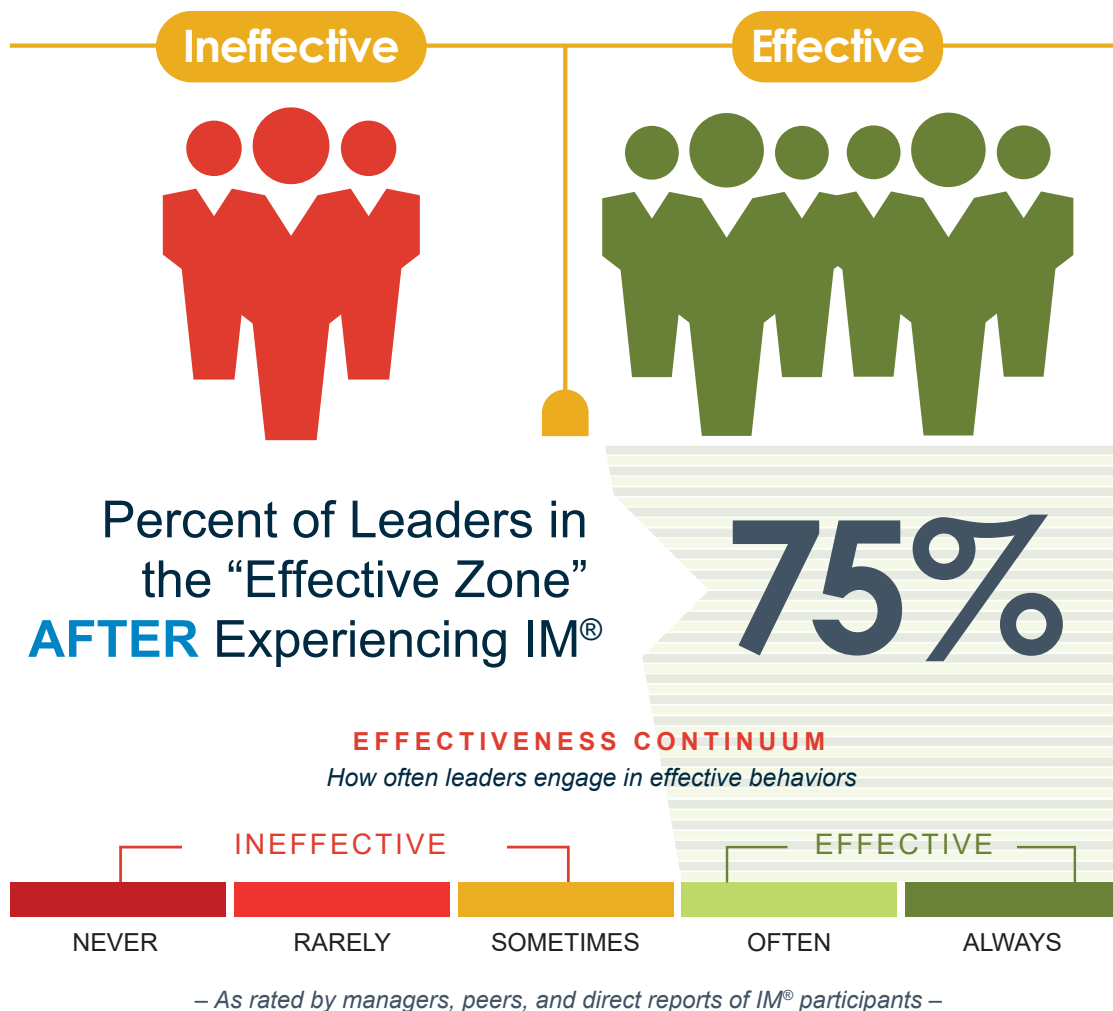 Ineffective
Effective
Percent of Leaders in
the “Effective Zone”
AFTER Experiencing IM®
75%
EFFECTIVENESS CONTINUUM
How often leaders engage in effective behaviors
INEFFECTIVE
EFFECTIVE
NEVER
RARELY
SOMETIMES
OFTEN
ALWAYS
– As rated by managers, peers, and direct reports of IM® participants –